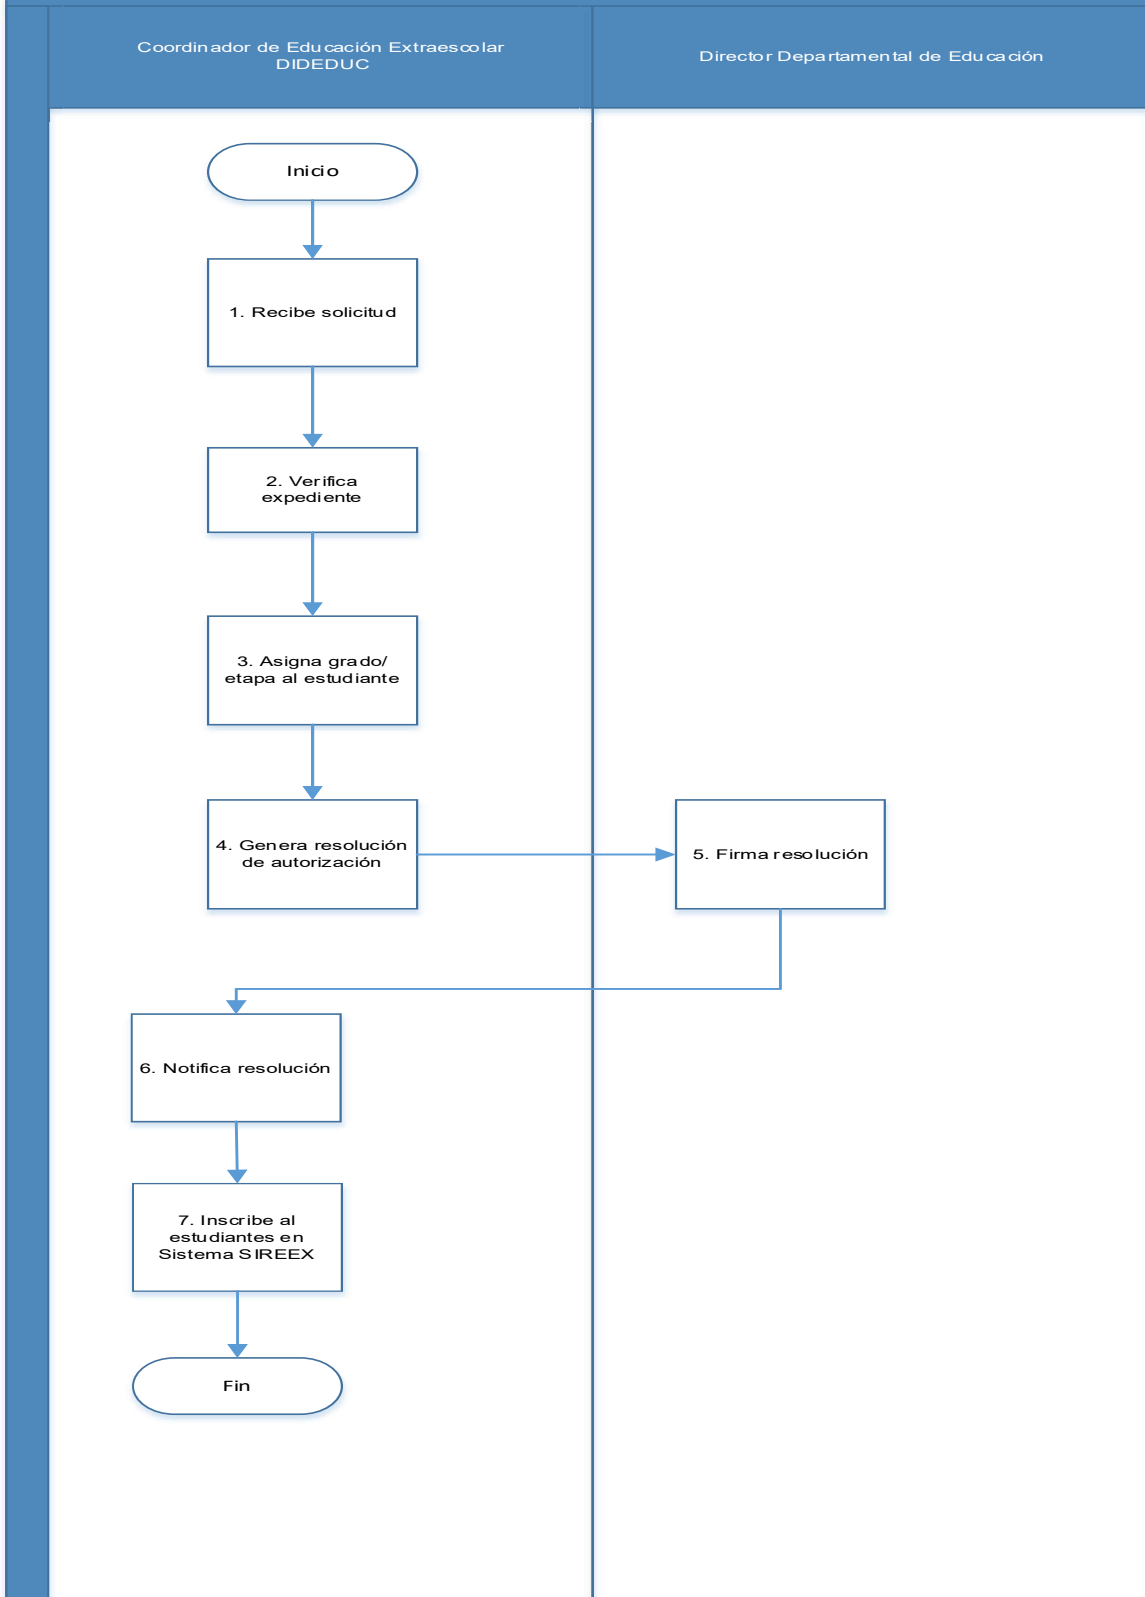 Coordinador de Educación Extraescolar
DIDEDUC
Director Departamental de Educación
Inicio
1. Recibe solicitud
2. Verifica
expediente
3. Asigna grado/
etapa al estudiante
4. Genera resolución
de autorización
5. Firma resolución
6. Notifica resolución
7. Inscribe al
estudiantes en
Sistema SIREEX
Fin